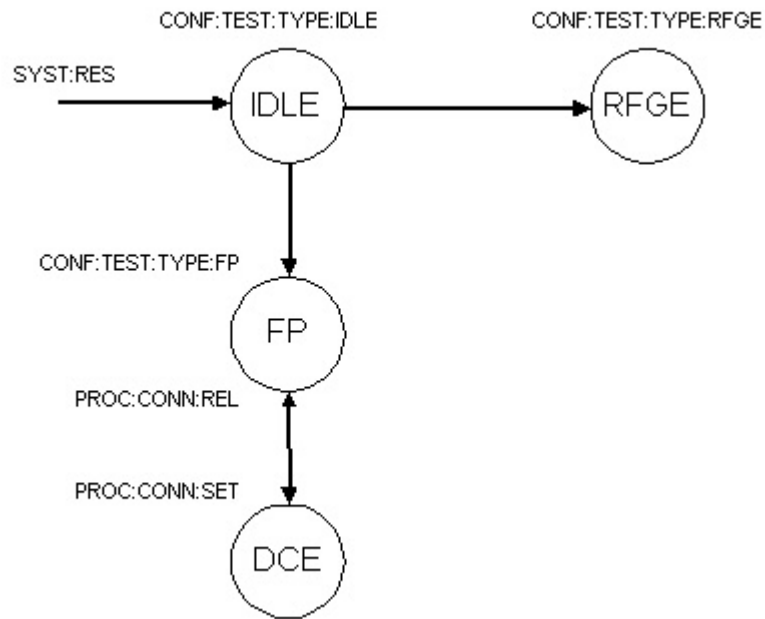 CONF:TEST:TYPE:IDLE
CONF:TEST:TYPE:RFGE
SYST:RES
IDLE
RFGE
CONF:TEST:TYPE:FP
FP
PROC:CONN:REL
PROC:CONN:SET
DCE